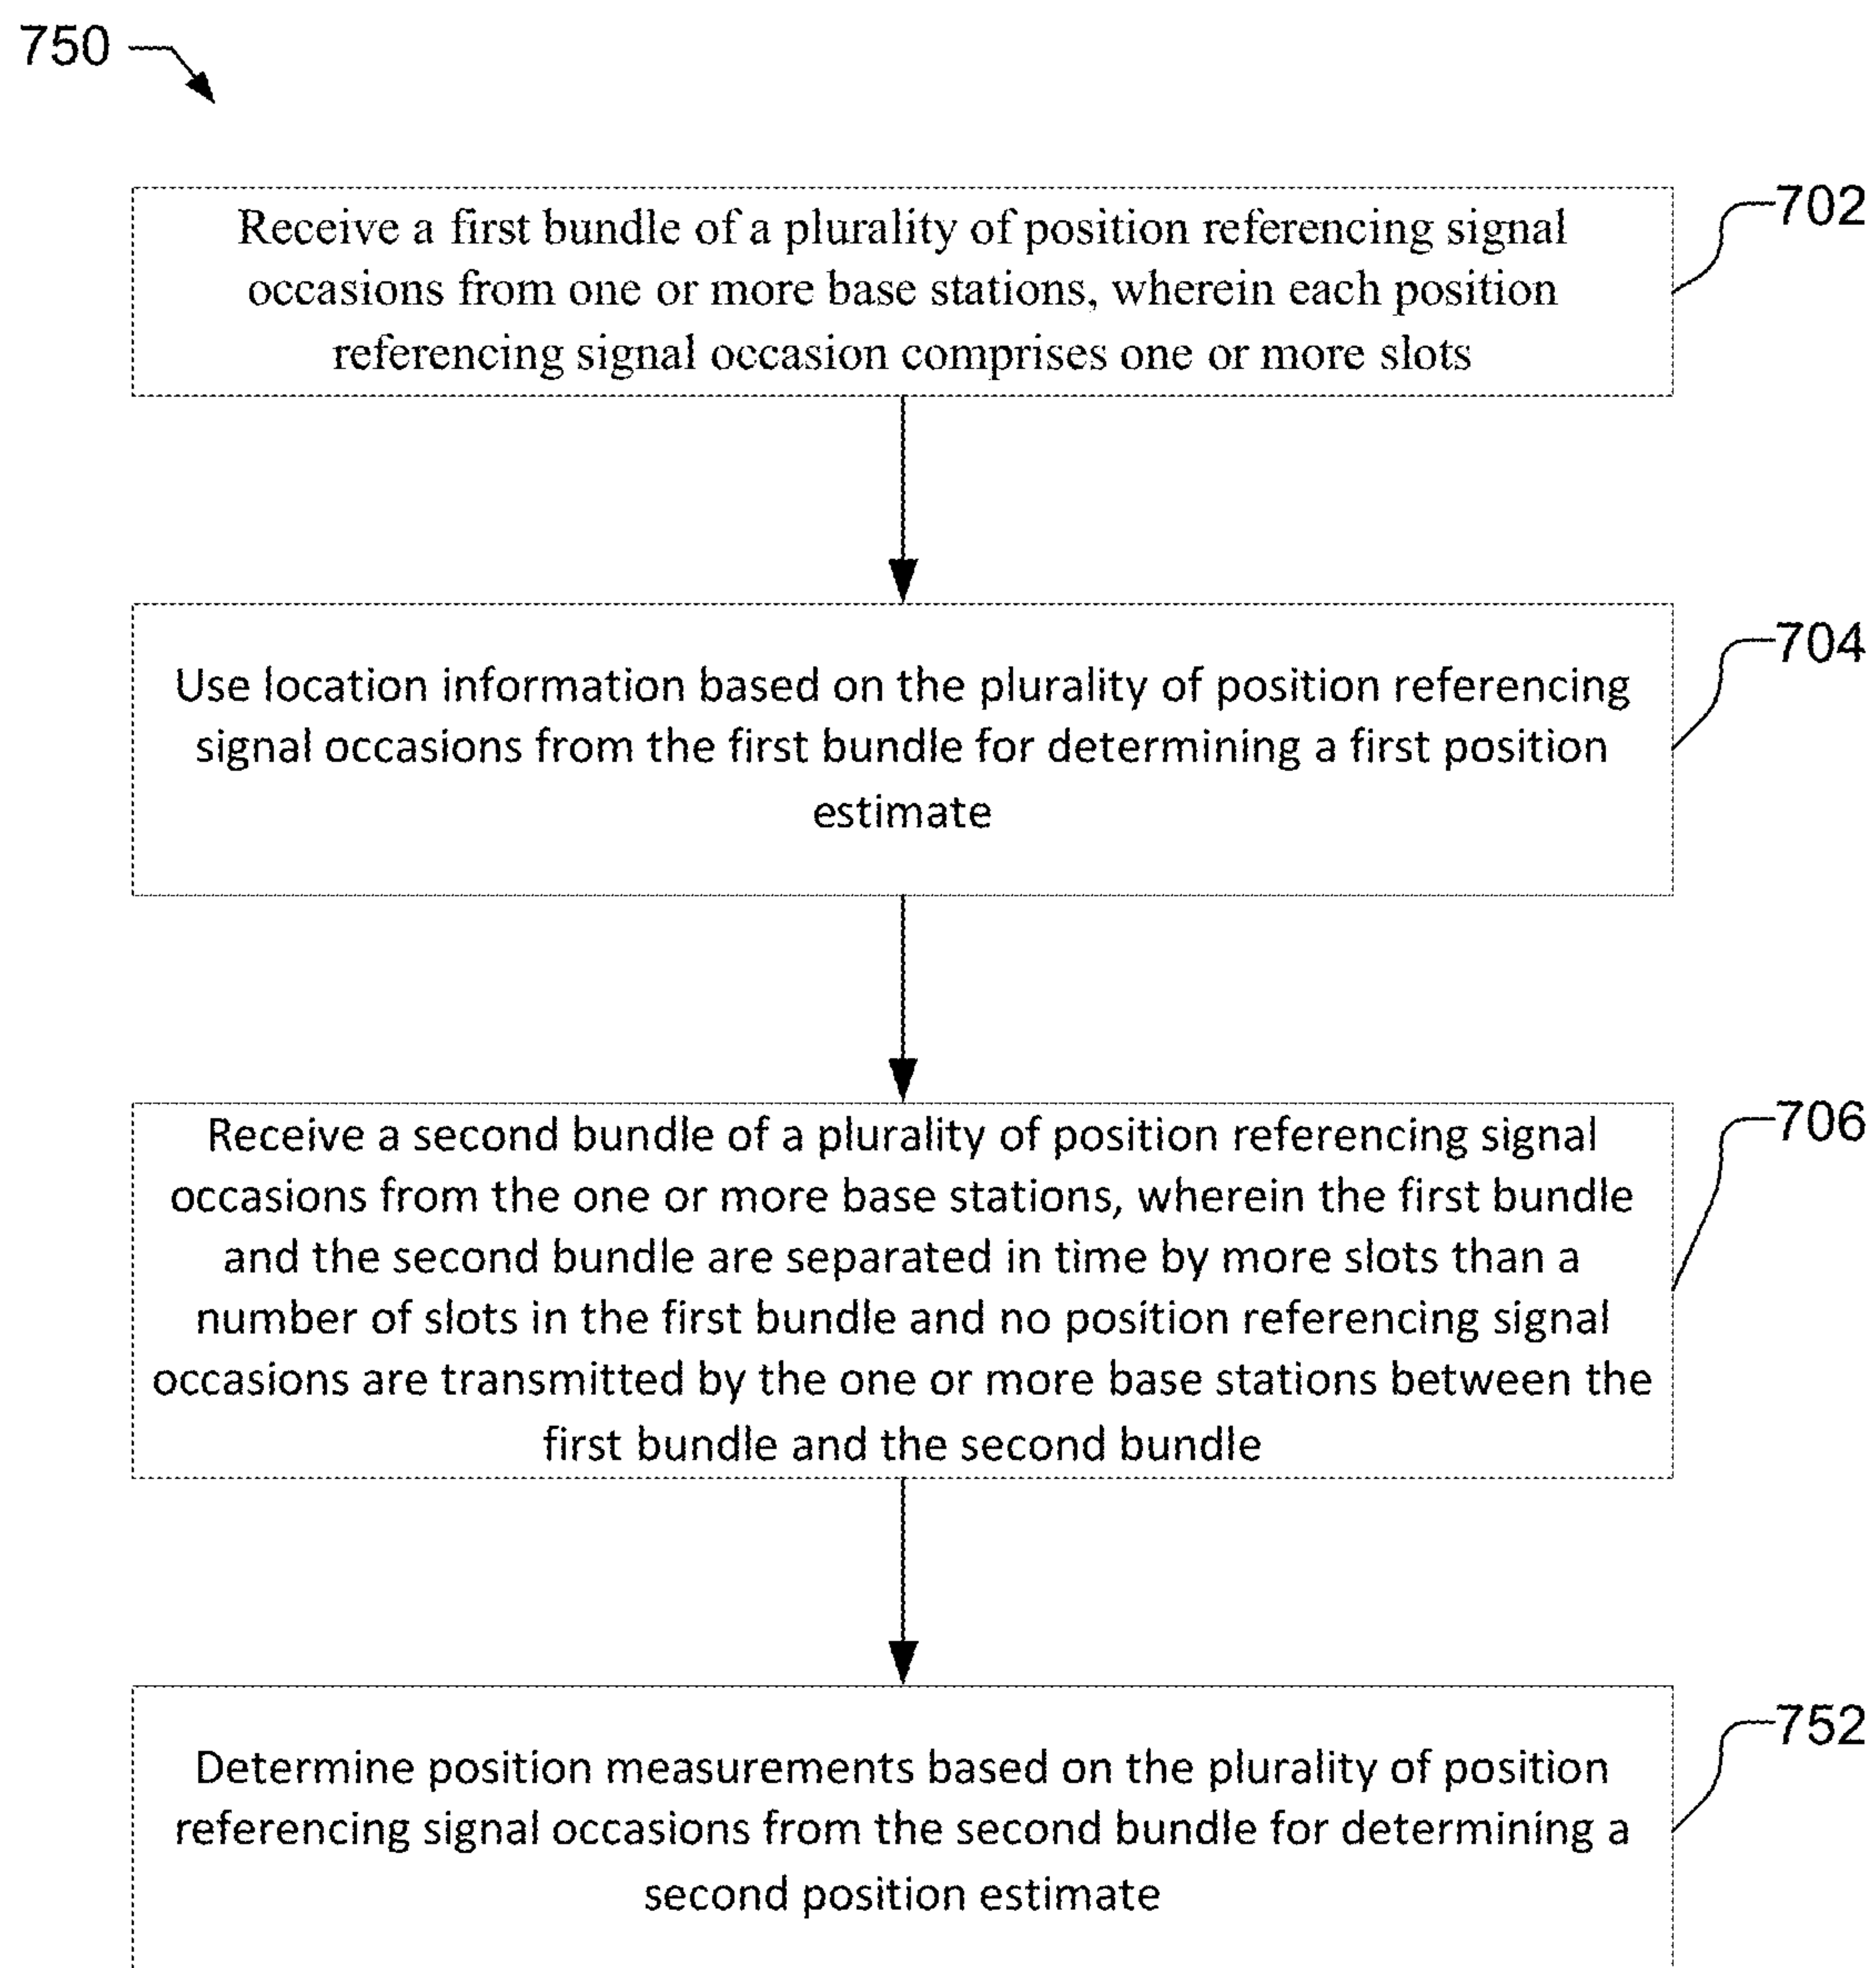 750
702
Receive a first bundle of a plurality of position referencing signal
occasions from one or more base stations, wherein each position
referencing signal occasion comprises one or more slots
704
Use location information based on the plurality of position referencing
signal occasions from the first bundle for determining a first position
estimate
706
Receive a second bundle of a plurality of position referencing signal
occasions from the one or more base stations, wherein the first bundle
and the second bundle are separated in time by more slots than a
number of slots in the first bundle and no position referencing signal
occasions are transmitted by the one or more base stations between the
first bundle and the second bundle
752
Determine position measurements based on the plurality of position
referencing signal occasions from the second bundle for determining a
second position estimate